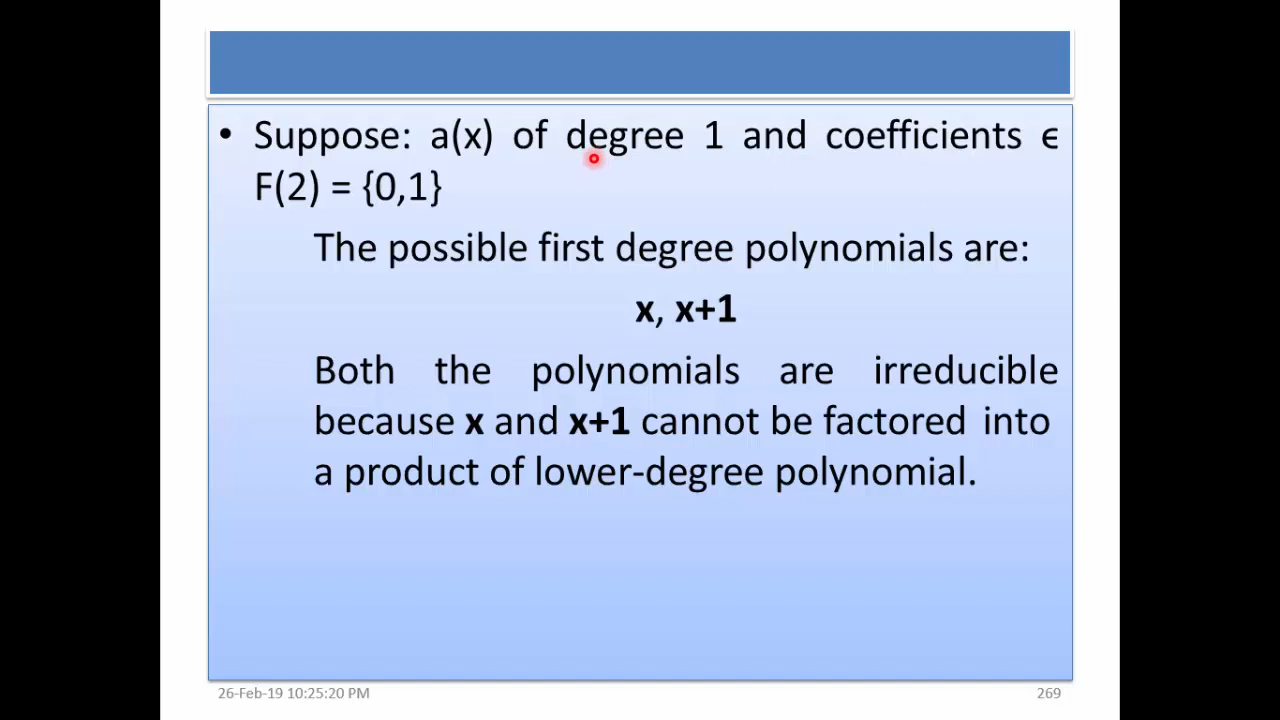 • Suppose: a(x) of degree 1 and coefficients ϵ
F(2) = {0,1}
The possible first degree polynomials are:
x, x+1
Both the polynomials are irreducible
because x and x+1 cannot be factored into
a product of lower-degree polynomial.
26-Feb-19 10:25:20 PM 269